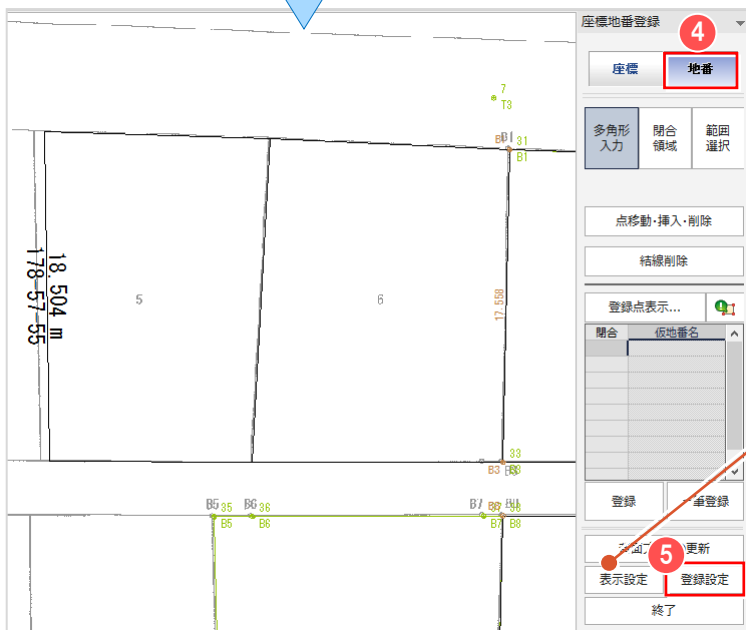 座標地番登録
4
座標
地番
多角形
入力
閉合
領域
範囲
選択
点移動・挿入・削除
結線削除
登録点表示...
閉合
仮地番名
登録
一筆登録
更新
5
表示設定
登録設定
終了
7
T3
31
B1
18.504 m
178-57-55
5
6
17.558
33
B3
B5
35
B6
36
B7
B5
B6
B7
B8